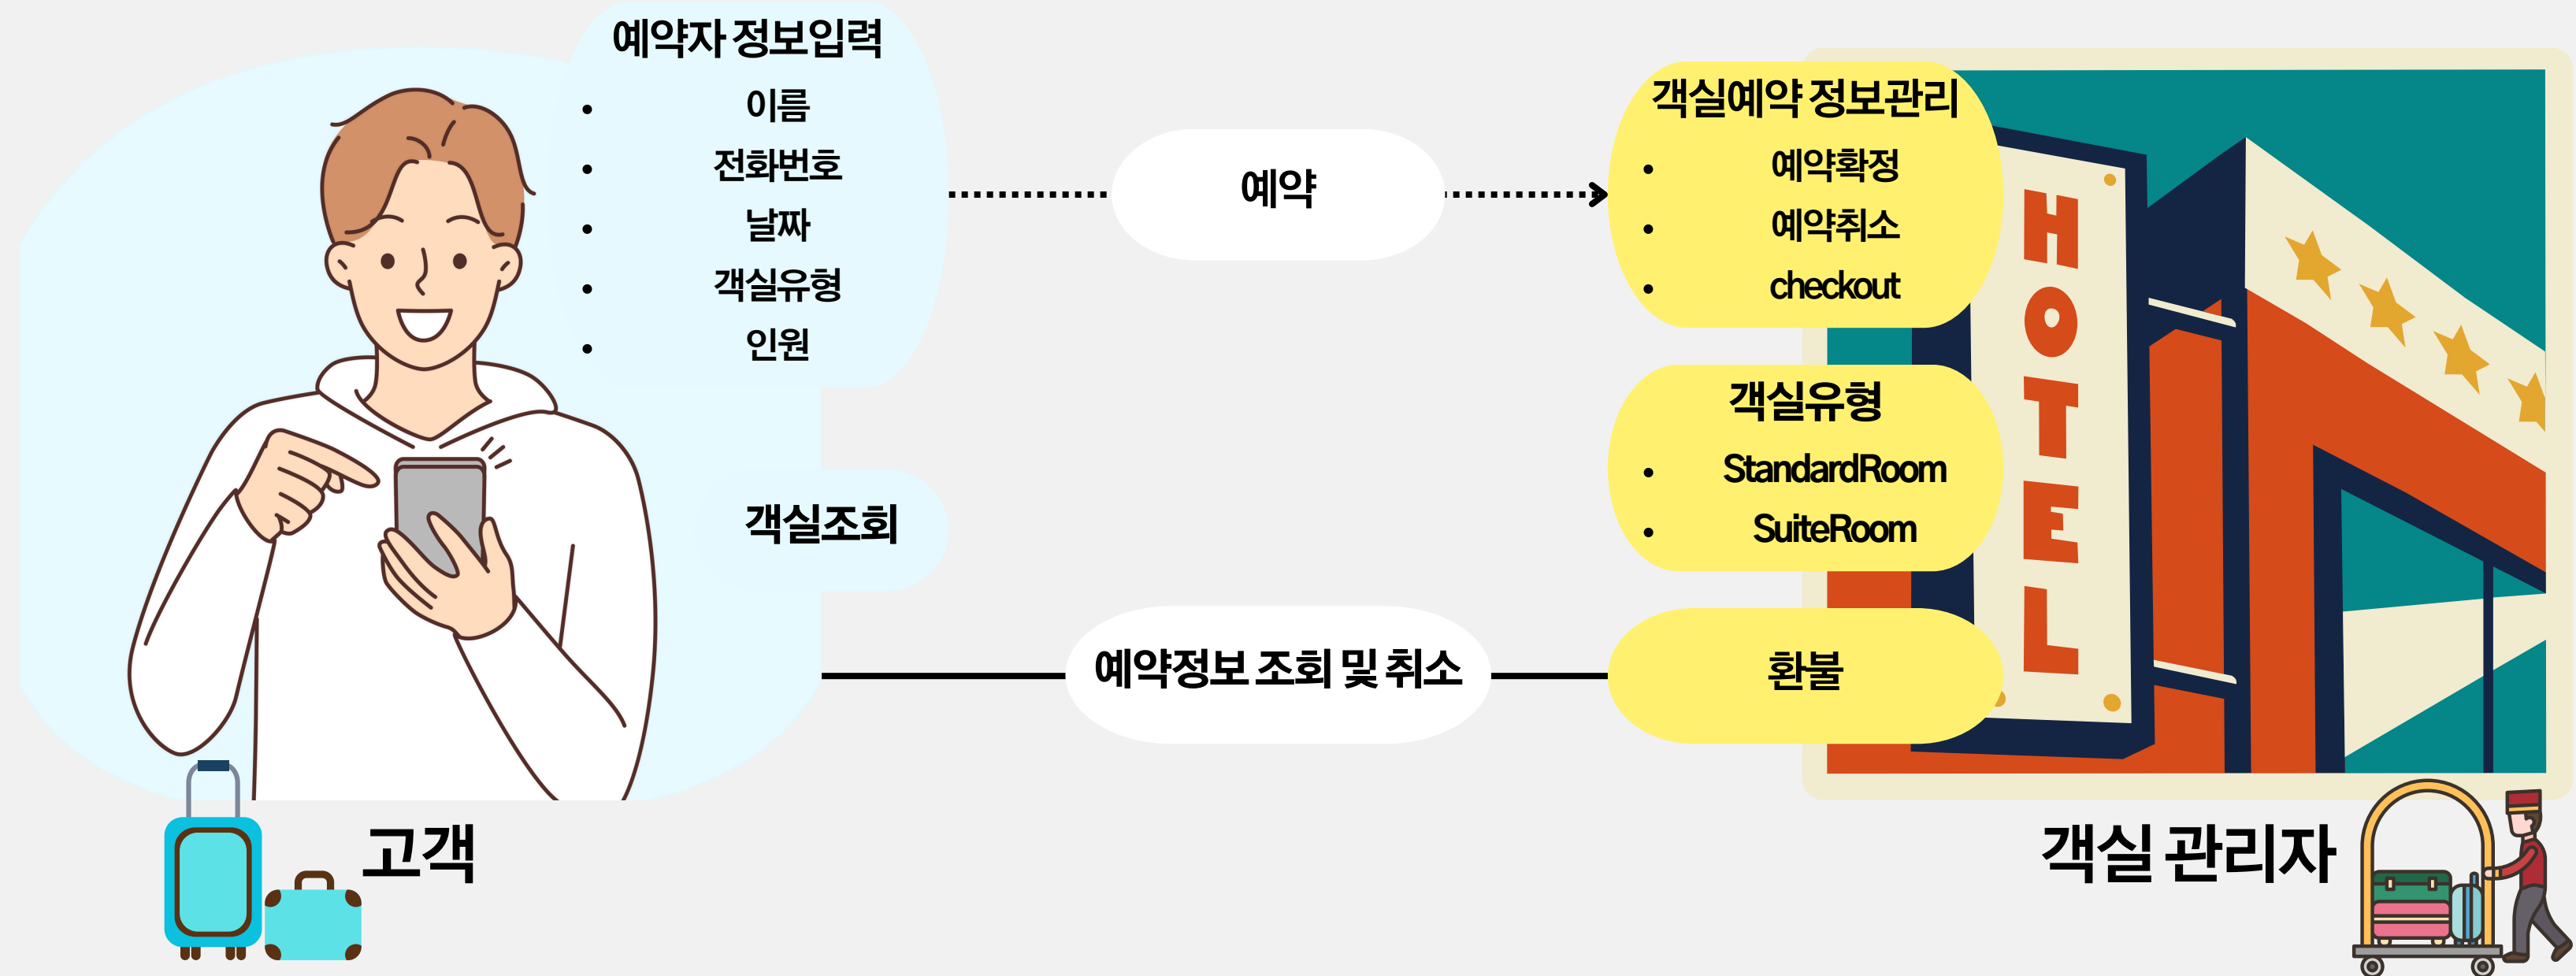 예약자 정보입력
• 이름
• 전화번호
• 날짜
• 객실유형
• 인원
객실조회
고객
예약
예약정보 조회 및 취소
객실예약 정보관리
• 예약확정
• 예약취소
• checkout
객실유형
• StandardRoom
• SuiteRoom
환불
HOTEL
객실 관리자